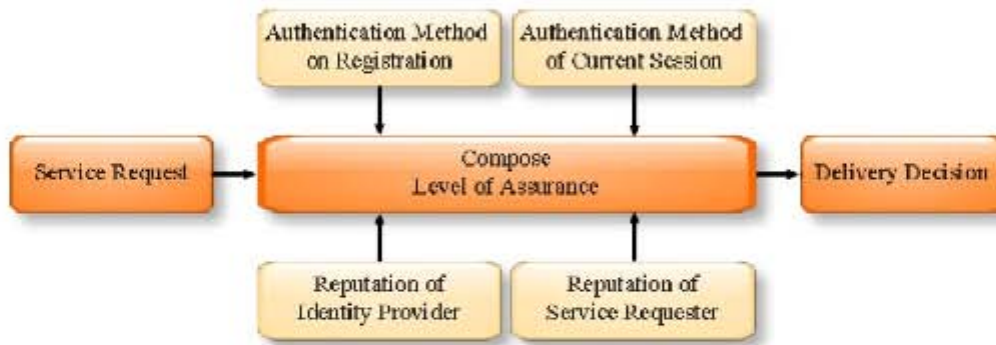 Authentication Method
on Registration
Authentication Method
of Current Session
Service Request
Compose
Level of Assurance
Delivery Decision
Reputation of
Identity Provider
Reputation of
Service Requester